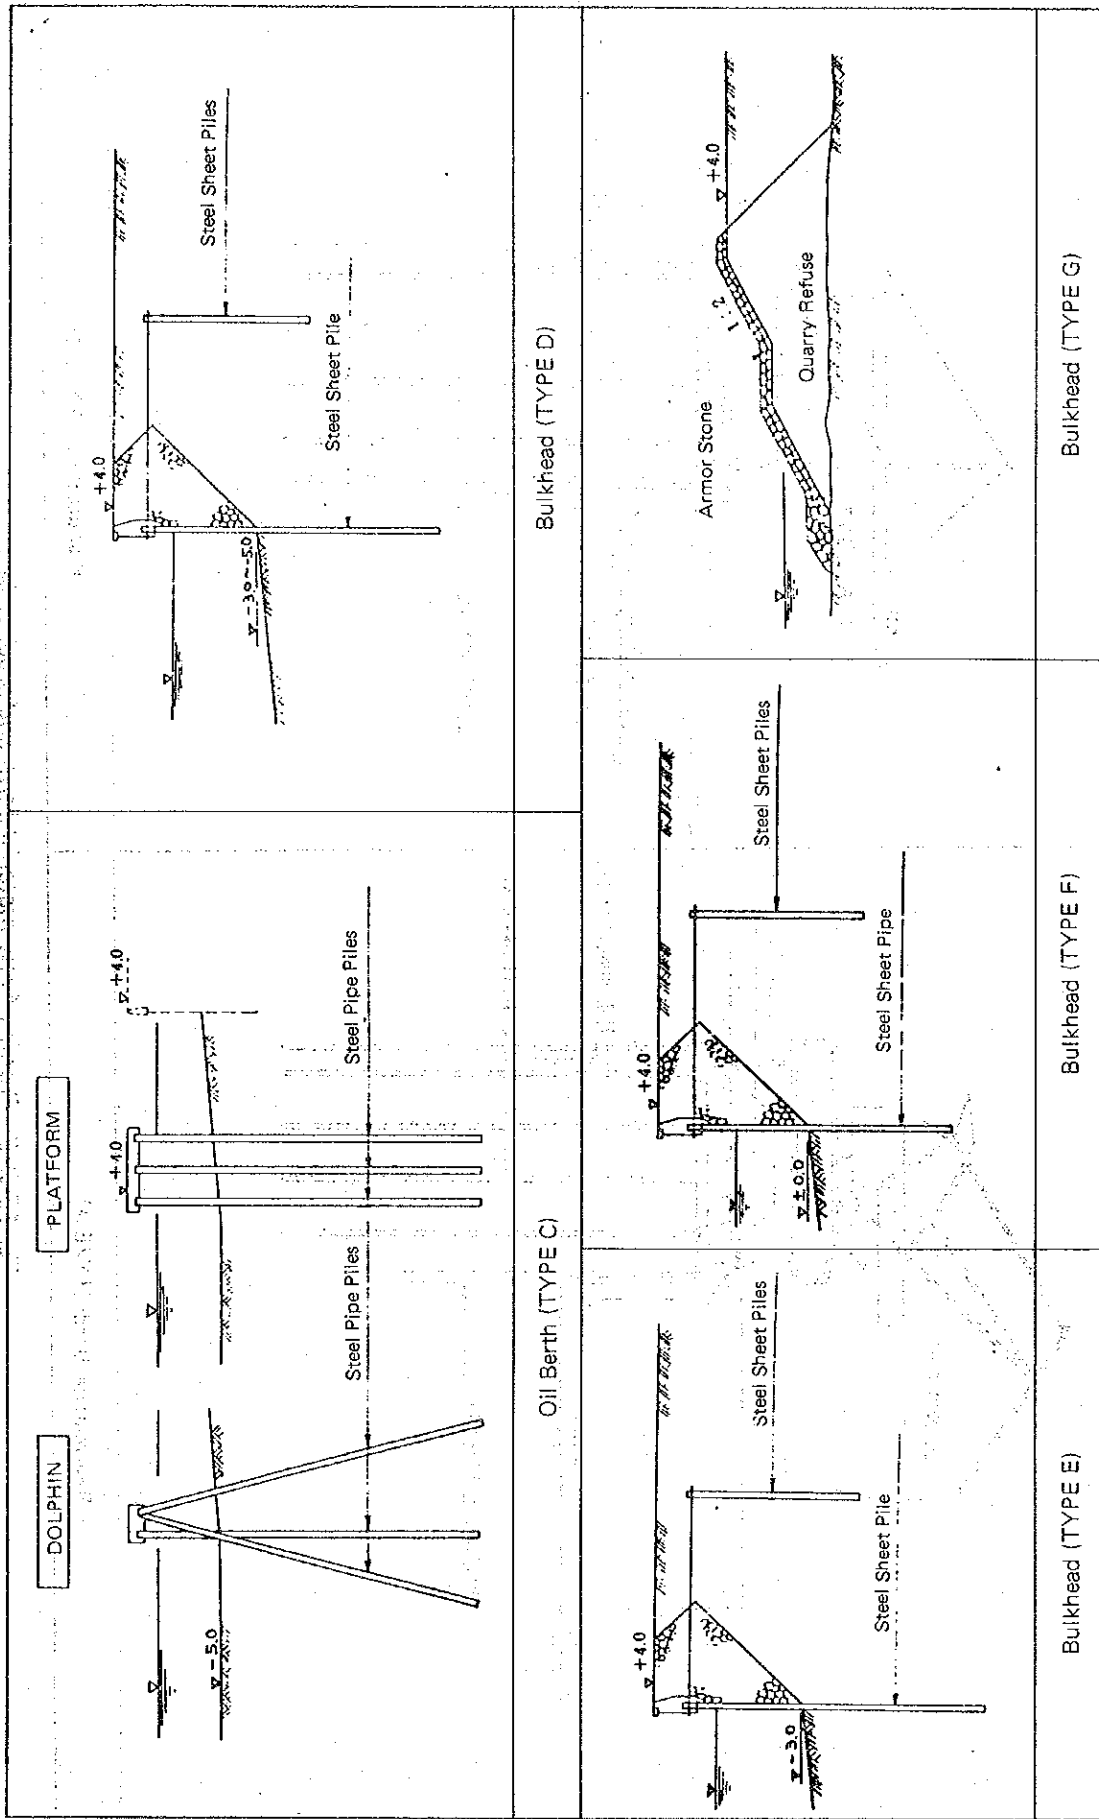 DOLPHIN
PLATFORM
+4.0
+4.0
-5.0
Steel Pipe Piles
Steel Pipe Piles
Oil Berth (TYPE C)
+4.0
-3.0~-5.0
Steel Sheet Piles
Steel Sheet Pile
Bulkhead (TYPE D)
+4.0
-3.0
Steel Sheet Piles
Steel Sheet Pile
Bulkhead (TYPE E)
+4.0
±0.0
Steel Sheet Piles
Steel Sheet Pipe
Bulkhead (TYPE F)
+4.0
1:2
Armor Stone
Quarry Refuse
Bulkhead (TYPE G)